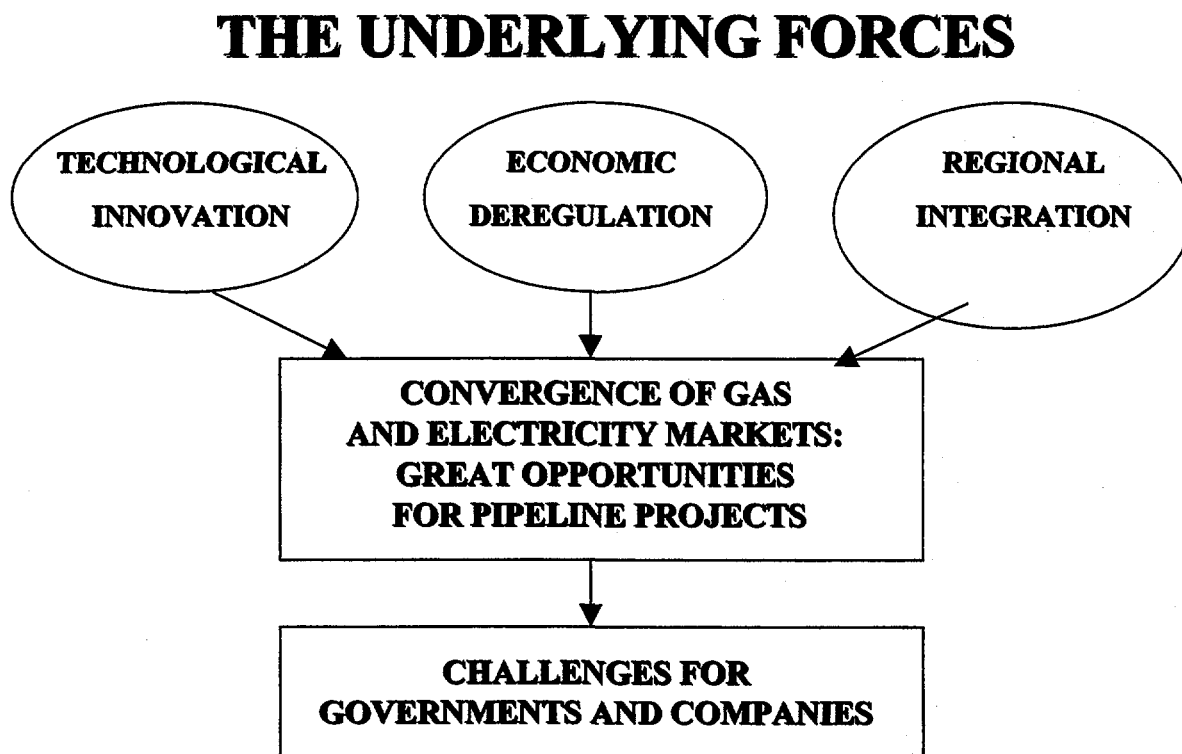 THE UNDERLYING FORCES
TECHNOLOGICAL
INNOVATION
ECONOMIC
DEREGULATION
REGIONAL
INTEGRATION
CONVERGENCE OF GAS
AND ELECTRICITY MARKETS:
GREAT OPPORTUNITIES
FOR PIPELINE PROJECTS
CHALLENGES FOR
GOVERNMENTS AND COMPANIES